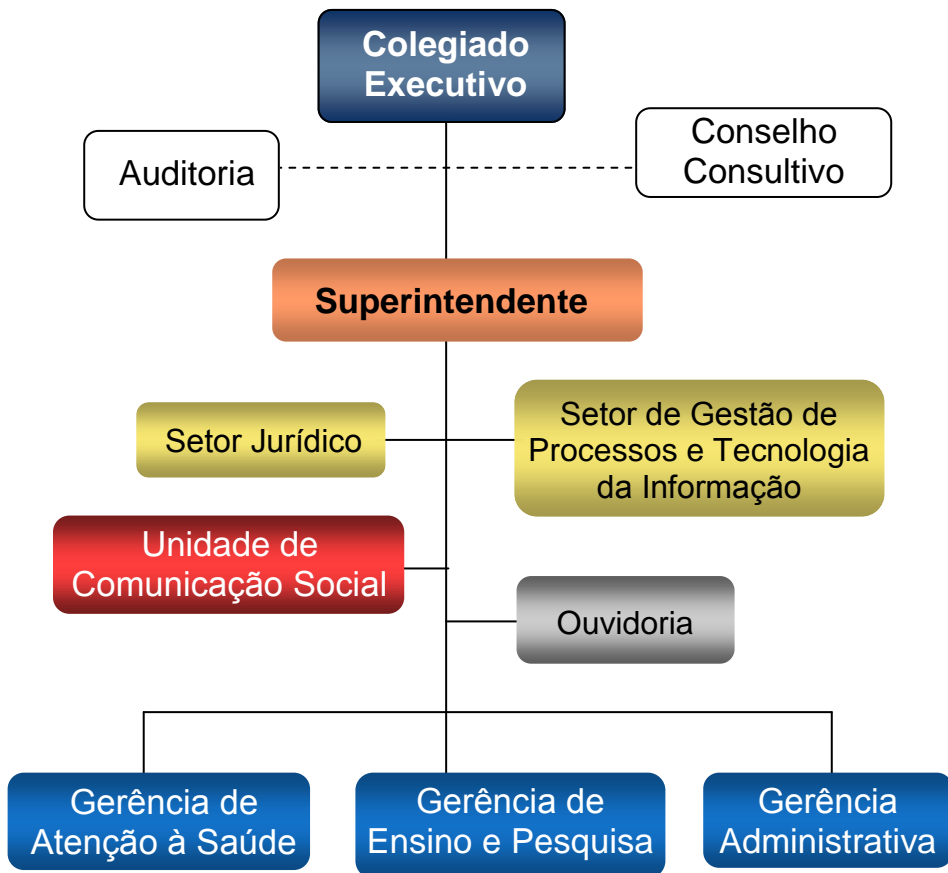 Colegiado
Executivo
Auditoria
Conselho
Consultivo
Superintendente
Setor Jurídico
Setor de Gestão de
Processos e Tecnologia
da Informação
Unidade de
Comunicação Social
Ouvidoria
Gerência de
Atenção à Saúde
Gerência de
Ensino e Pesquisa
Gerência
Administrativa